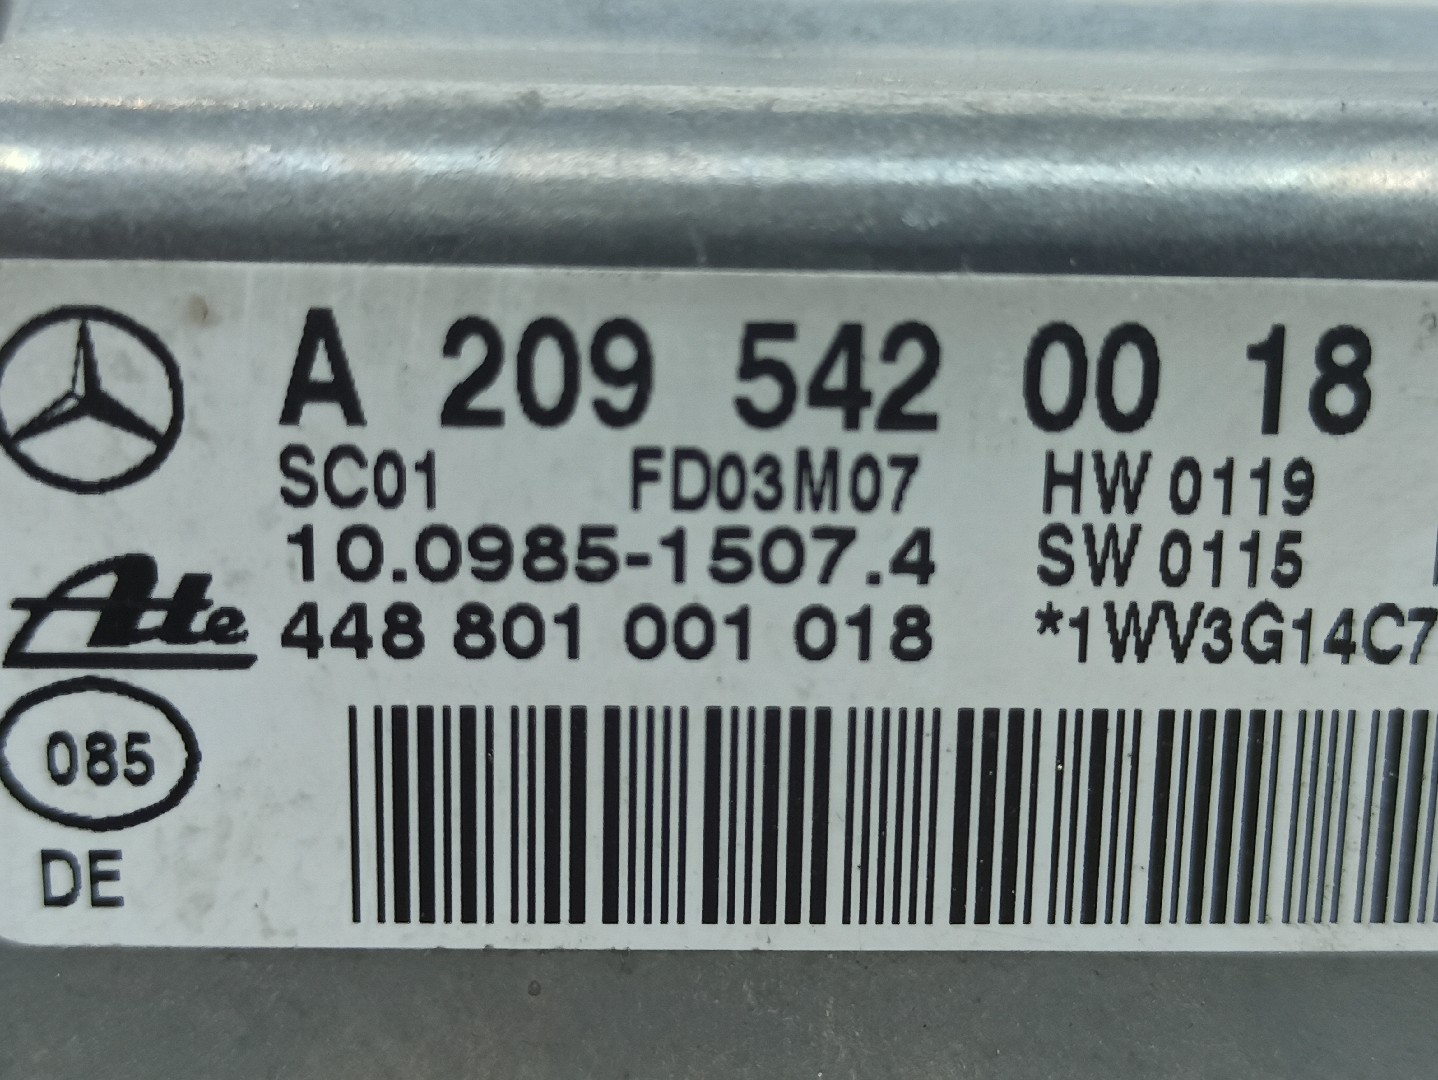 A 209 542 00 18
SC01 FD03M07 HW 0119
10.0985-1507.4 SW 0115
Ate 448 801 001 018 *1WV3G14C7
085
DE